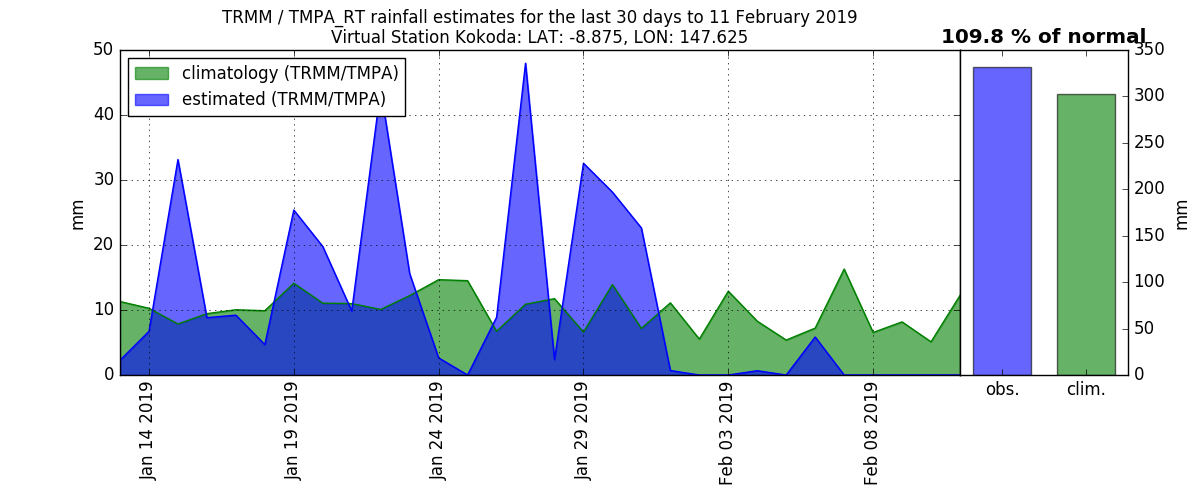 TRMM / TMPA_RT rainfall estimates for the last 30 days to 11 February 2019
Virtual Station Kokoda: LAT: -8.875, LON: 147.625
109.8 % of normal
climatology (TRMM/TMPA)
estimated (TRMM/TMPA)
50
40
30
20
10
0
mm
Jan 14 2019
Jan 19 2019
Jan 24 2019
Jan 29 2019
Feb 03 2019
Feb 08 2019
350
300
250
200
150
100
50
0
mm
obs.
clim.